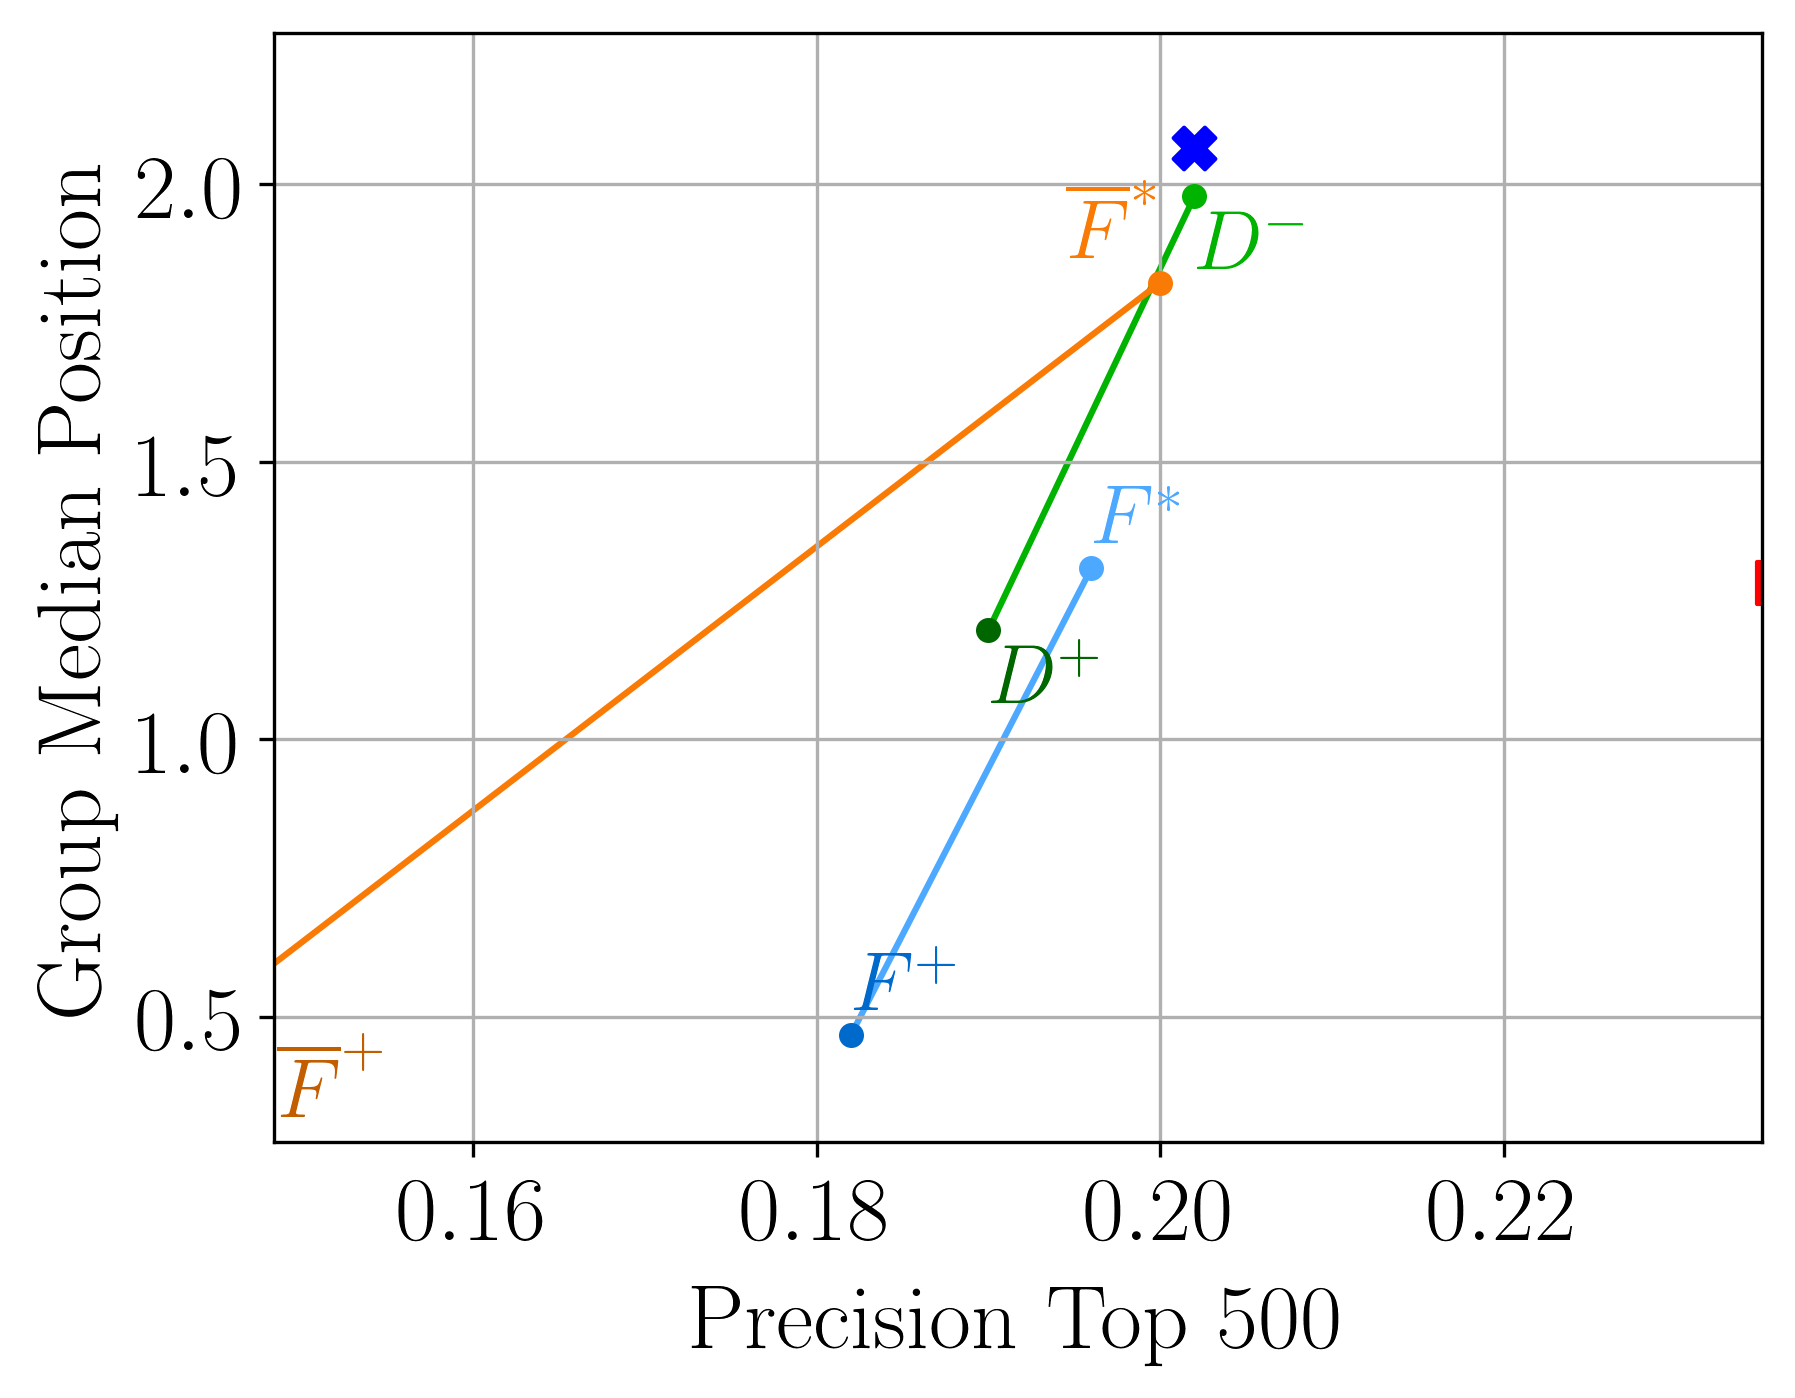 Group Median Position
2.0
1.5
1.0
0.5
F̅*
D⁻
F*
D⁺
F⁺
F̅⁺
0.16 0.18 0.20 0.22
Precision Top 500